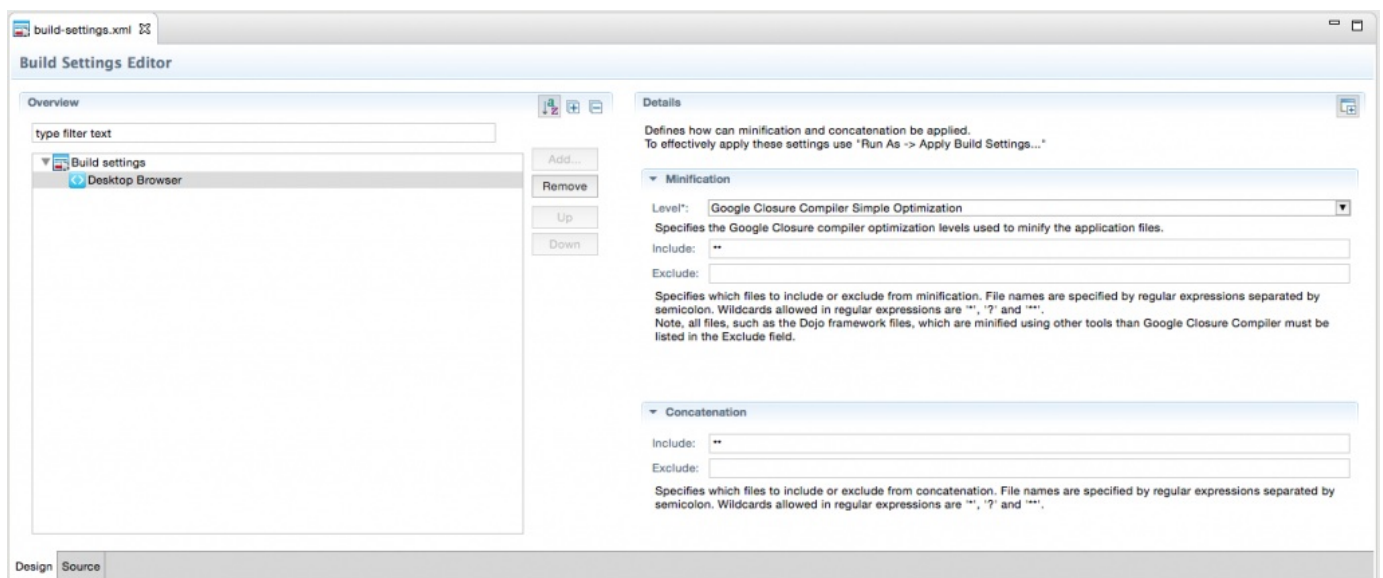 build-settings.xml
Build Settings Editor
Overview
type filter text
Build settings
Desktop Browser
Add...
Remove
Up
Down
Details
Defines how can minification and concatenation be applied.
To effectively apply these settings use "Run As -> Apply Build Settings..."
Minification
Level*: Google Closure Compiler Simple Optimization
Specifies the Google Closure compiler optimization levels used to minify the application files.
Include: **
Exclude:
Specifies which files to include or exclude from minification. File names are specified by regular expressions separated by
semicolon. Wildcards allowed in regular expressions are '*', '?' and '**'.
Note, all files, such as the Dojo framework files, which are minified using other tools than Google Closure Compiler must be
listed in the Exclude field.
Concatenation
Include: **
Exclude:
Specifies which files to include or exclude from concatenation. File names are specified by regular expressions separated by
semicolon. Wildcards allowed in regular expressions are '*', '?' and '**'.
Design Source